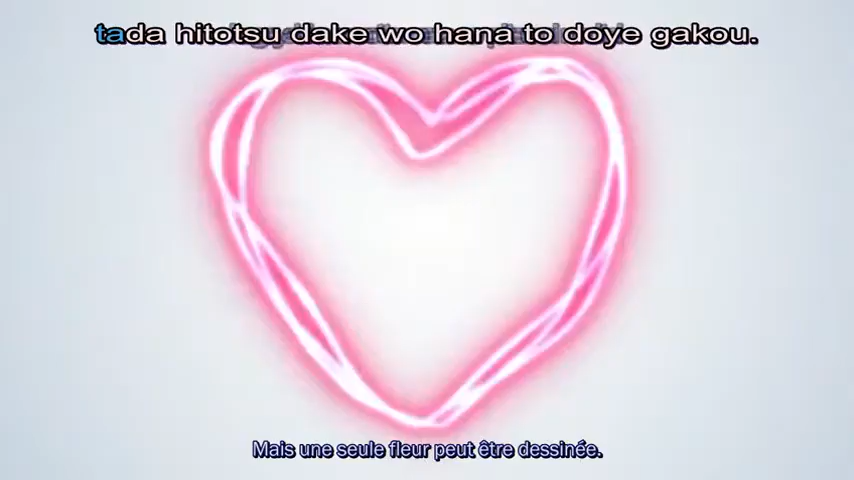 tada hitotsu dake wo hana to doye gakou.
Mais une seule fleur peut être dessinée.